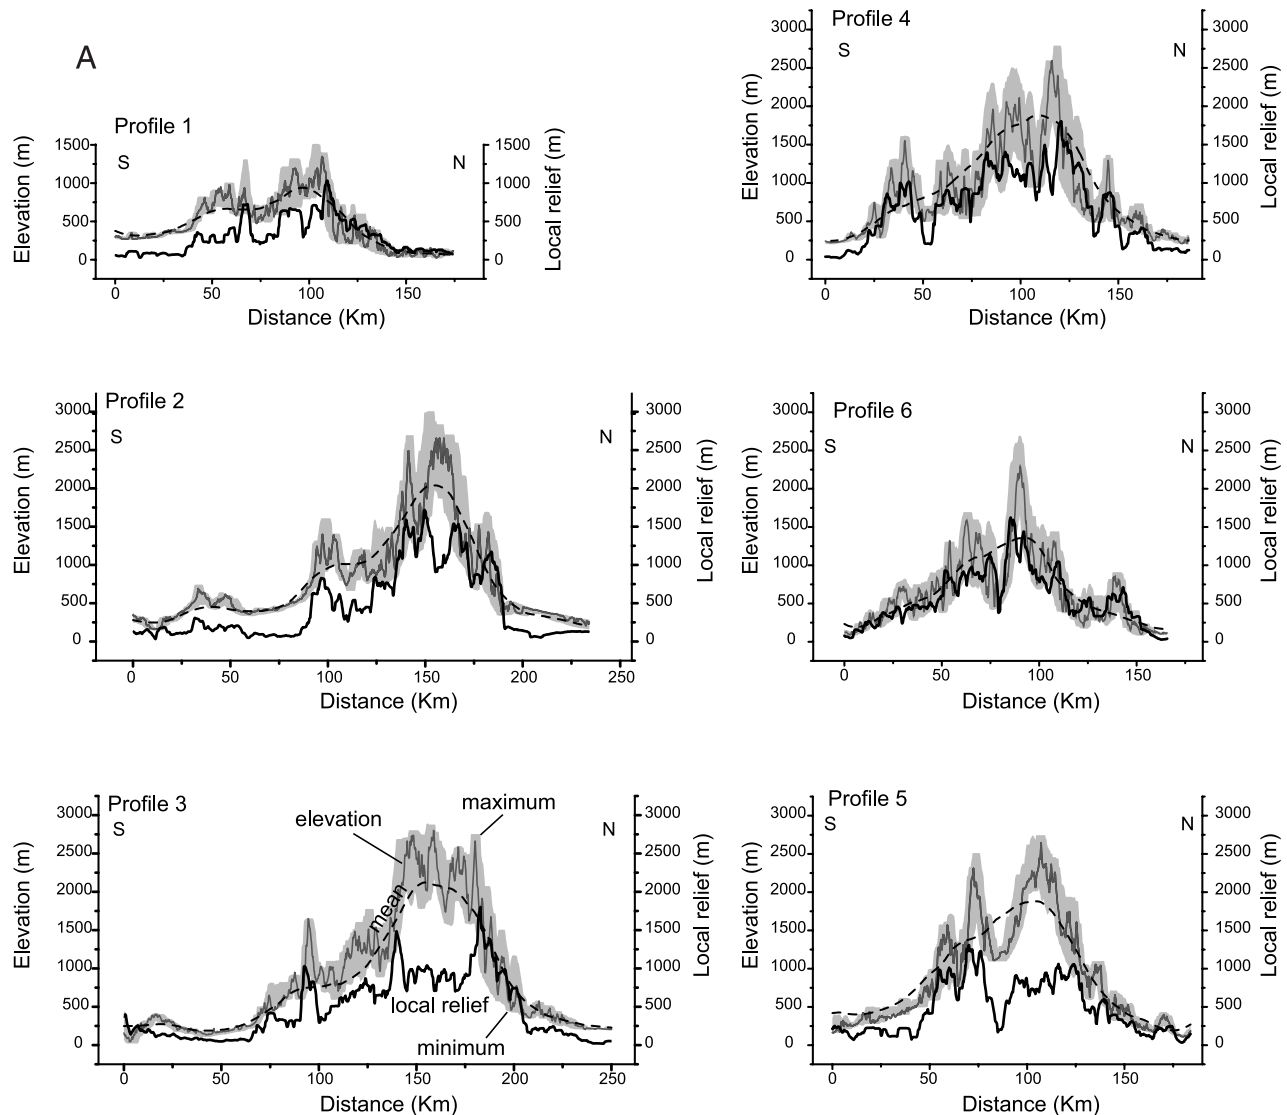 A
Profile 1
S
N
Elevation (m)
1500
1000
500
0
1500
1000
500
0
Local relief (m)
0
50
100
150
Distance (Km)
Profile 4
S
N
Elevation (m)
3000
2500
2000
1500
1000
500
0
3000
2500
2000
1500
1000
500
0
Local relief (m)
0
50
100
150
Distance (Km)
Profile 2
S
N
Elevation (m)
3000
2500
2000
1500
1000
500
0
3000
2500
2000
1500
1000
500
0
Local relief (m)
0
50
100
150
200
250
Distance (Km)
Profile 6
S
N
Elevation (m)
3000
2500
2000
1500
1000
500
0
3000
2500
2000
1500
1000
500
0
Local relief (m)
0
50
100
150
Distance (Km)
Profile 3
S
N
elevation
maximum
mean
local relief
minimum
Elevation (m)
3000
2500
2000
1500
1000
500
0
3000
2500
2000
1500
1000
500
0
Local relief (m)
0
50
100
150
200
250
Distance (Km)
Profile 5
S
N
Elevation (m)
3000
2500
2000
1500
1000
500
0
3000
2500
2000
1500
1000
500
0
Local relief (m)
0
50
100
150
Distance (Km)